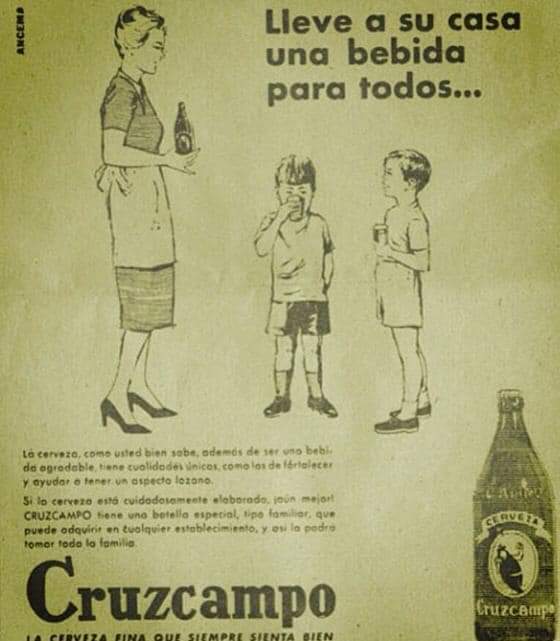 ANCEMA
Lleve a su casa
una bebida
para todos...
La cerveza, como usted bien sabe, además de ser una bebi-
da agradable, tiene cualidades únicas, como las de fortalecer
y ayudar a tener un aspecto lozano.
Si la cerveza está cuidadosamente elaborada, ¡aún mejor!
CRUZCAMPO tiene una botella especial, tipo familiar, que
puede adquirir en cualquier establecimiento, y así la podrá
tomar toda la familia.
CERVEZA
Cruzcampo
Cruzcampo
LA CERVEZA FINA QUE SIEMPRE SIENTA BIEN